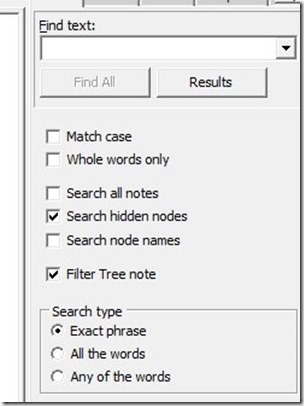 Find text:
Find All
Results
Match case
Whole words only
Search all notes
Search hidden nodes
Search node names
Filter Tree note
Search type
Exact phrase
All the words
Any of the words